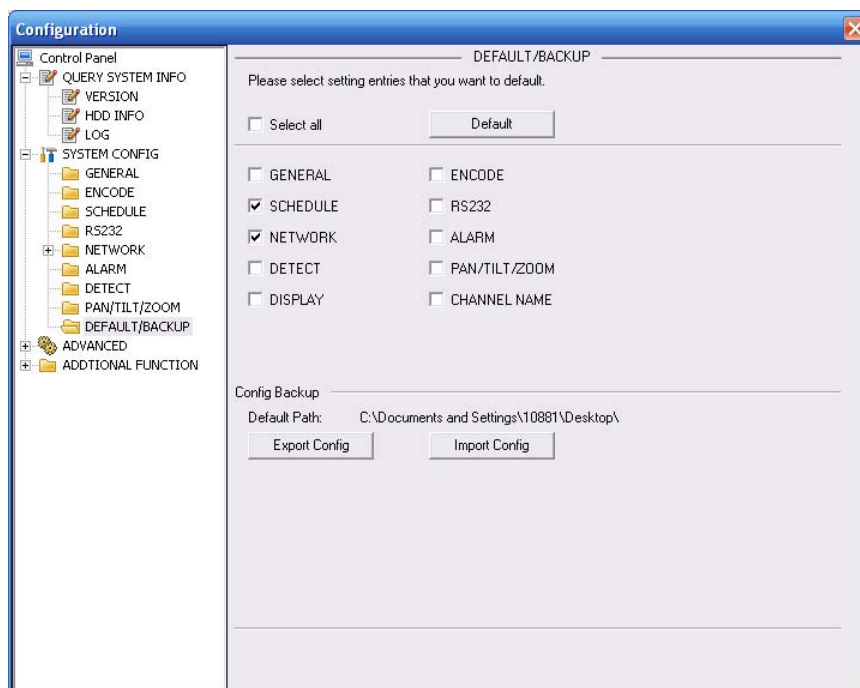 Configuration
Control Panel
QUERY SYSTEM INFO
VERSION
HDD INFO
LOG
SYSTEM CONFIG
GENERAL
ENCODE
SCHEDULE
RS232
NETWORK
ALARM
DETECT
PAN/TILT/ZOOM
DEFAULT/BACKUP
ADVANCED
ADDTIONAL FUNCTION
DEFAULT/BACKUP
Please select setting entries that you want to default.
Select all
Default
GENERAL
ENCODE
SCHEDULE
RS232
NETWORK
ALARM
DETECT
PAN/TILT/ZOOM
DISPLAY
CHANNEL NAME
Config Backup
Default Path: C:\Documents and Settings\10881\Desktop\
Export Config
Import Config